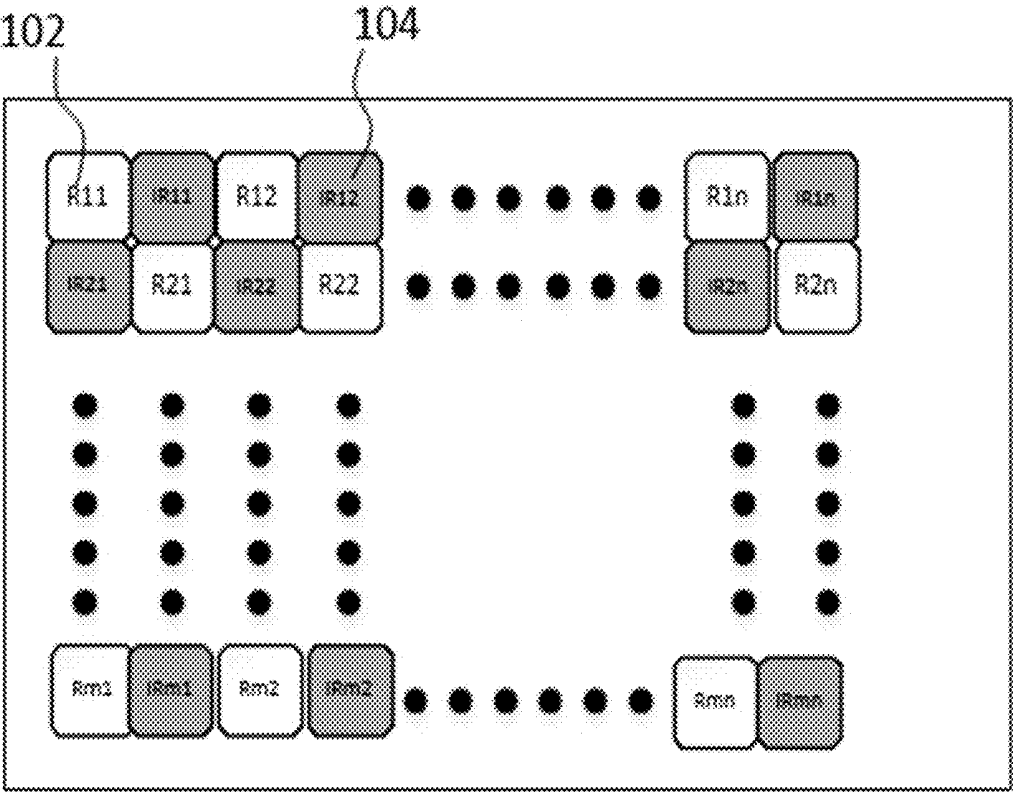 102 104
R11 IR11 R12 IR12 R1n IR1n
IR21 R21 IR22 R22 IR2n R2n
Rm1 IRm1 Rm2 IRm2 Rmn IRmn